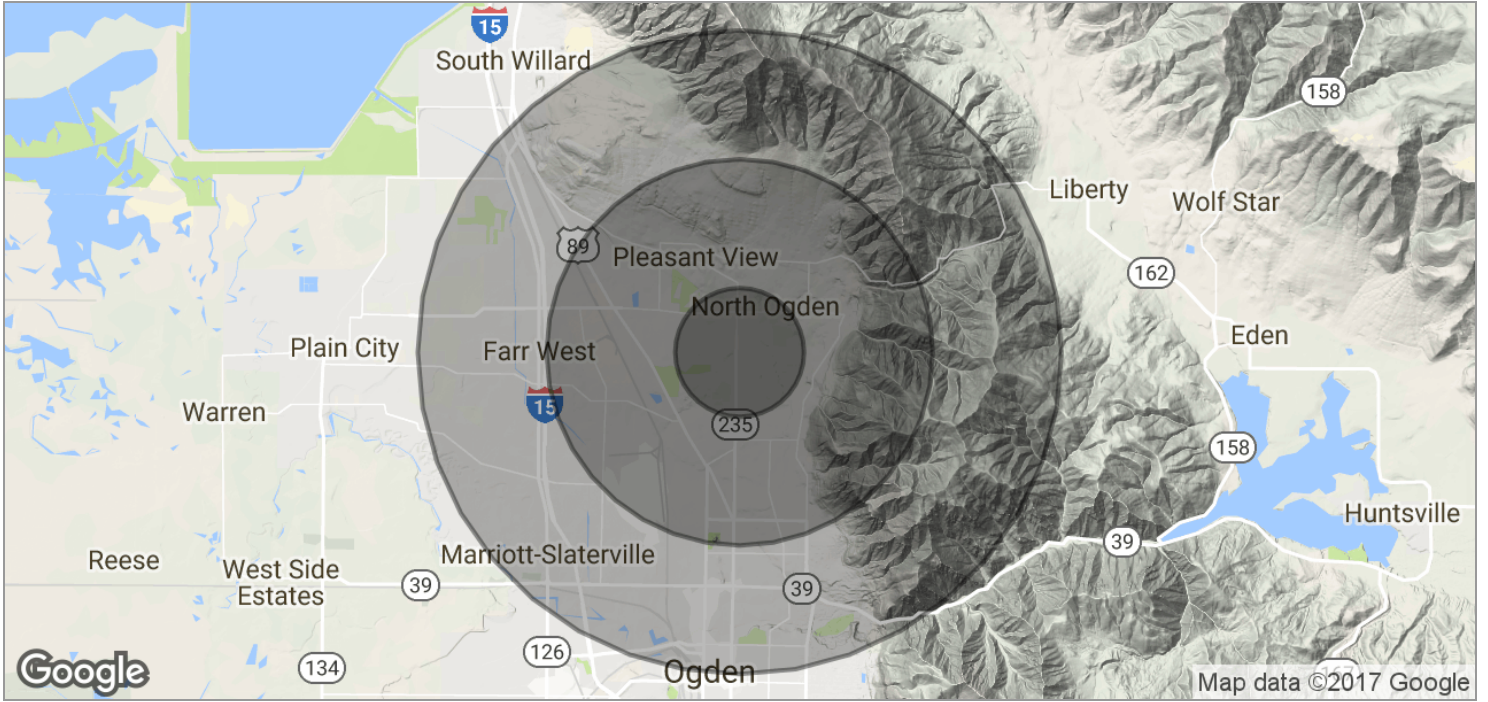 15
South Willard
158
Liberty
Wolf Star
89
Pleasant View
162
North Ogden
Eden
Plain City
Farr West
15
Warren
235
158
Huntsville
39
Marriott-Slaterville
Reese
West Side
Estates
39
39
126
134
Ogden
167
Google
Map data ©2017 Google